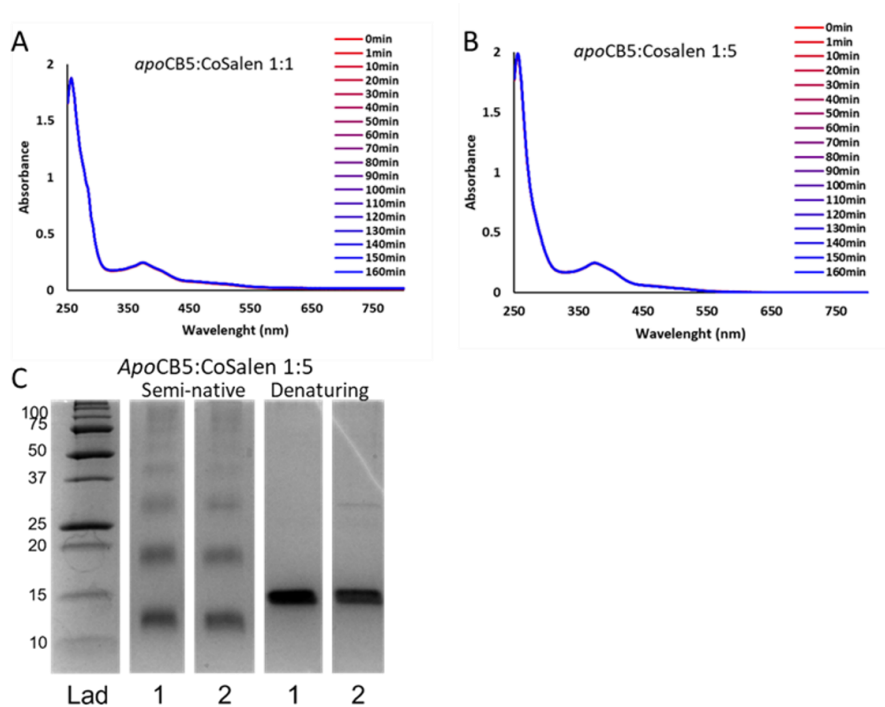 A
apoCB5:CoSalen 1:1
0min
1min
10min
20min
30min
40min
50min
60min
70min
80min
90min
100min
110min
120min
130min
140min
150min
160min
2
1.5
1
0.5
0
Absorbance
250
350
450
550
650
750
Wavelenght (nm)
B
apoCB5:Cosalen 1:5
0min
1min
10min
20min
30min
40min
50min
60min
70min
80min
90min
100min
110min
120min
130min
140min
150min
160min
2
1.5
1
0.5
0
Absorbance
250
350
450
550
650
750
Wavelenght (nm)
C
ApoCB5:CoSalen 1:5
Semi-native Denaturing
100
75
50
37
25
20
15
10
Lad 1 2 1 2